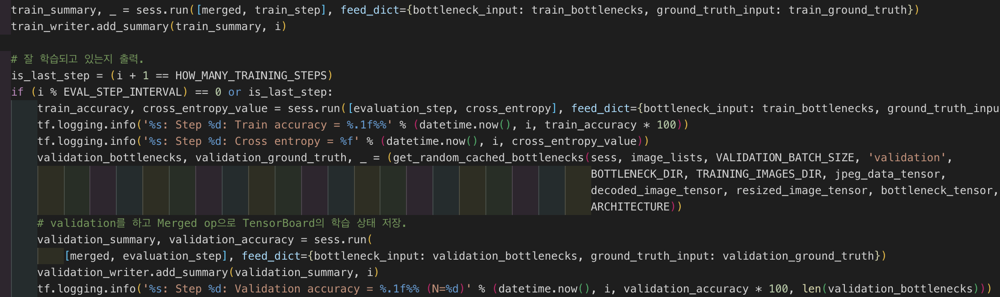 train_summary, _ = sess.run([merged, train_step], feed_dict={bottleneck_input: train_bottlenecks, ground_truth_input: train_ground_truth})
train_writer.add_summary(train_summary, i)
# 잘 학습되고 있는지 출력.
is_last_step = (i + 1 == HOW_MANY_TRAINING_STEPS)
if (i % EVAL_STEP_INTERVAL) == 0 or is_last_step:
train_accuracy, cross_entropy_value = sess.run([evaluation_step, cross_entropy], feed_dict={bottleneck_input: train_bottlenecks, ground_truth_inpu
tf.logging.info('%s: Step %d: Train accuracy = %.1f%%' % (datetime.now(), i, train_accuracy * 100))
tf.logging.info('%s: Step %d: Cross entropy = %f' % (datetime.now(), i, cross_entropy_value))
validation_bottlenecks, validation_ground_truth, _ = (get_random_cached_bottlenecks(sess, image_lists, VALIDATION_BATCH_SIZE, 'validation',
BOTTLENECK_DIR, TRAINING_IMAGES_DIR, jpeg_data_tensor,
decoded_image_tensor, resized_image_tensor, bottleneck_tensor,
ARCHITECTURE))
# validation를 하고 Merged op으로 TensorBoard의 학습 상태 저장.
validation_summary, validation_accuracy = sess.run(
[merged, evaluation_step], feed_dict={bottleneck_input: validation_bottlenecks, ground_truth_input: validation_ground_truth})
validation_writer.add_summary(validation_summary, i)
tf.logging.info('%s: Step %d: Validation accuracy = %.1f%% (N=%d)' % (datetime.now(), i, validation_accuracy * 100, len(validation_bottlenecks)))